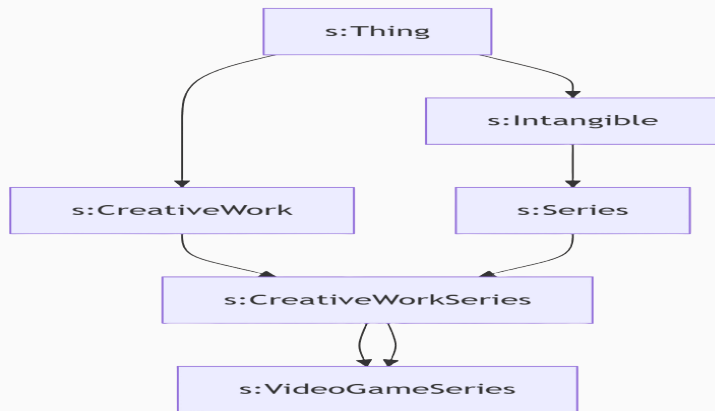 s:Thing
s:Intangible
s:CreativeWork
s:Series
s:CreativeWorkSeries
s:VideoGameSeries